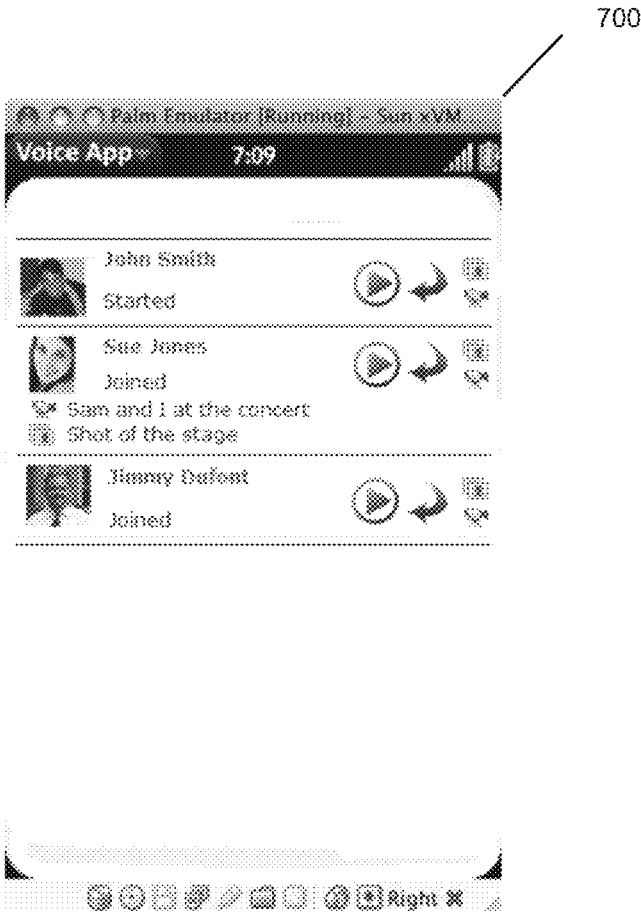 700
Palm Emulator [Running] - Sun xVM
Voice App 7:09
John Smith
Started
Sue Jones
Joined
Sam and I at the concert
Shot of the stage
Jimmy Dufont
Joined
Right ⌘